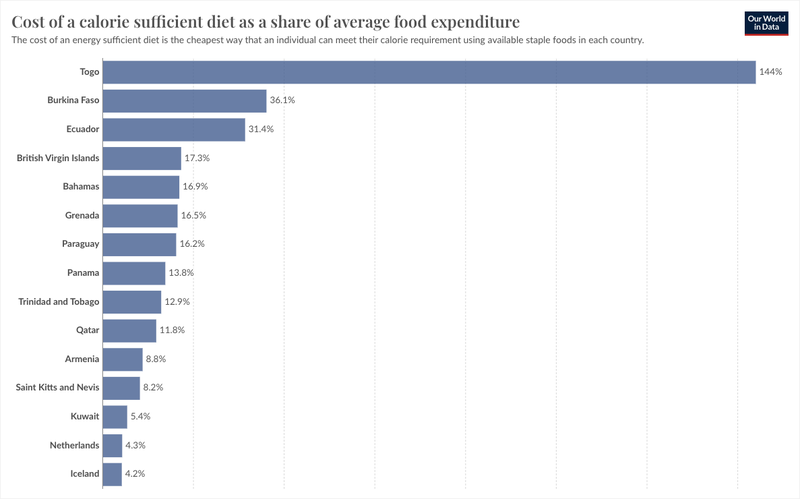 Cost of a calorie sufficient diet as a share of average food expenditure
Our World
in Data
The cost of an energy sufficient diet is the cheapest way that an individual can meet their calorie requirement using available staple foods in each country.
Togo 144%
Burkina Faso 36.1%
Ecuador 31.4%
British Virgin Islands 17.3%
Bahamas 16.9%
Grenada 16.5%
Paraguay 16.2%
Panama 13.8%
Trinidad and Tobago 12.9%
Qatar 11.8%
Armenia 8.8%
Saint Kitts and Nevis 8.2%
Kuwait 5.4%
Netherlands 4.3%
Iceland 4.2%